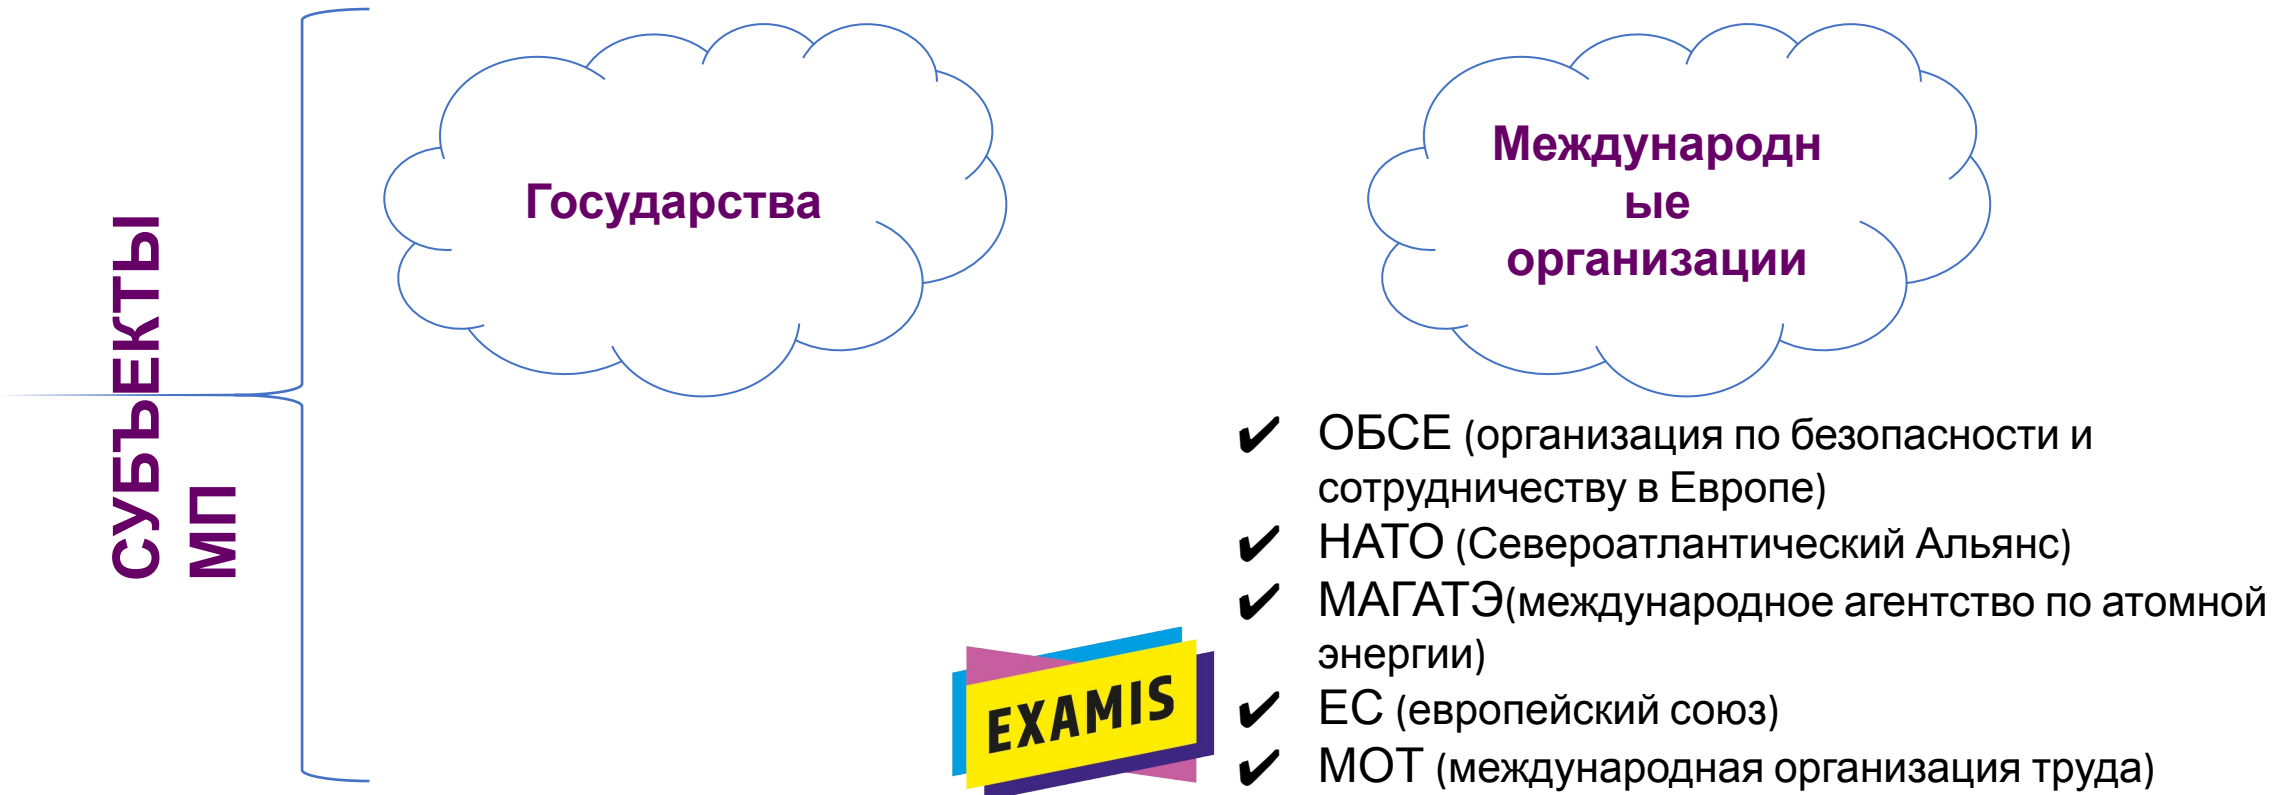 СУБЪЕКТЫ
МП
Государства
Международн
ые
организации
✔ ОБСЕ (организация по безопасности и
сотрудничеству в Европе)
✔ НАТО (Североатлантический Альянс)
✔ МАГАТЭ(международное агентство по атомной
энергии)
✔ ЕС (европейский союз)
✔ МОТ (международная организация труда)
EXAMIS